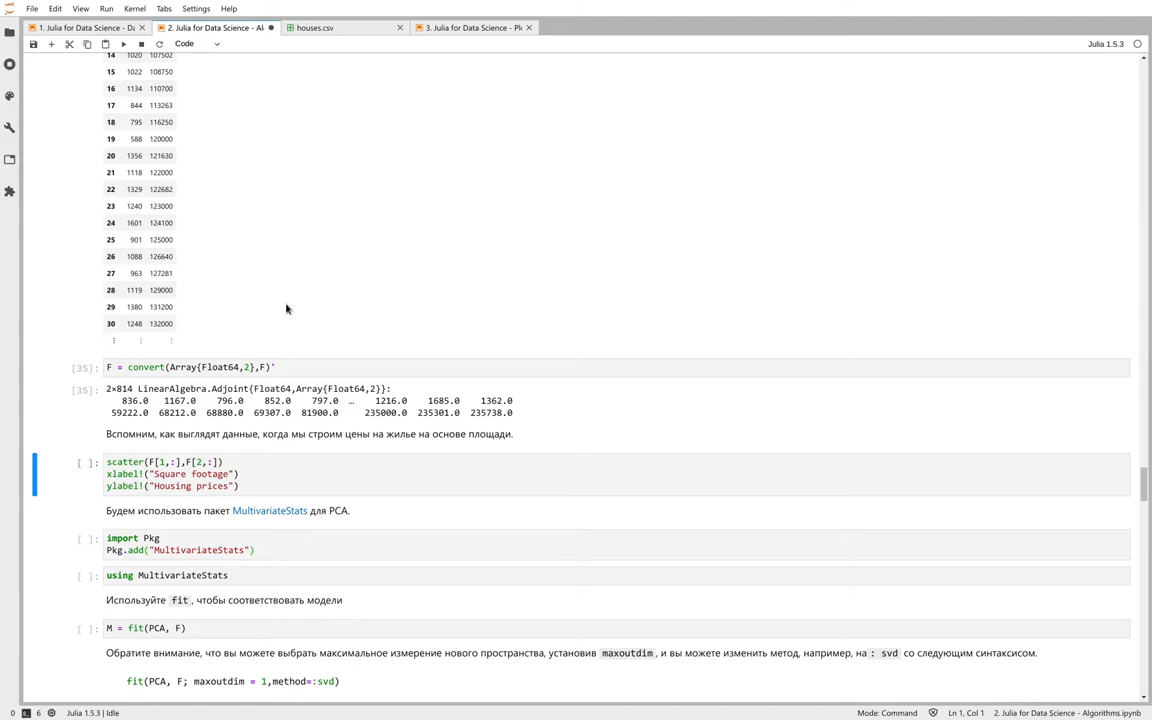 File Edit View Run Kernel Tabs Settings Help
1. Julia for Data Science - Da
2. Julia for Data Science - Al
houses.csv
3. Julia for Data Science - Plo
Code
Julia 1.5.3
14 1020 107502
15 1022 108750
16 1134 110700
17 844 113263
18 795 116250
19 588 120000
20 1356 121630
21 1118 122000
22 1329 122682
23 1240 123000
24 1601 124100
25 901 125000
26 1088 126640
27 963 127281
28 1119 129000
29 1380 131200
30 1248 132000
⋮ ⋮ ⋮
[35]: F = convert(Array{Float64,2},F)'
[35]: 2×814 LinearAlgebra.Adjoint{Float64,Array{Float64,2}}:
836.0 1167.0 796.0 852.0 797.0 … 1216.0 1685.0 1362.0
59222.0 68212.0 68880.0 69307.0 81900.0 235000.0 235301.0 235738.0
Вспомним, как выглядят данные, когда мы строим цены на жилье на основе площади.
[ ]: scatter(F[1,:],F[2,:])
xlabel!("Square footage")
ylabel!("Housing prices")
Будем использовать пакет MultivariateStats для PCA.
[ ]: import Pkg
Pkg.add("MultivariateStats")
[ ]: using MultivariateStats
Используйте fit, чтобы соответствовать модели
[ ]: M = fit(PCA, F)
Обратите внимание, что вы можете выбрать максимальное измерение нового пространства, установив maxoutdim, и вы можете изменить метод, например, на : svd со следующим синтаксисом.
fit(PCA, F; maxoutdim = 1,method=:svd)
0 6 Julia 1.5.3 | Idle
Mode: Command Ln 1, Col 1 2. Julia for Data Science - Algorithms.ipynb